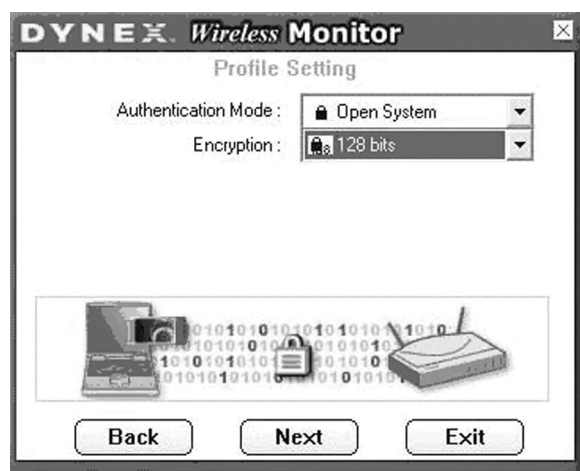 DYNEX. Wireless Monitor
Profile Setting
Authentication Mode : Open System
Encryption : 128 bits
Back Next Exit